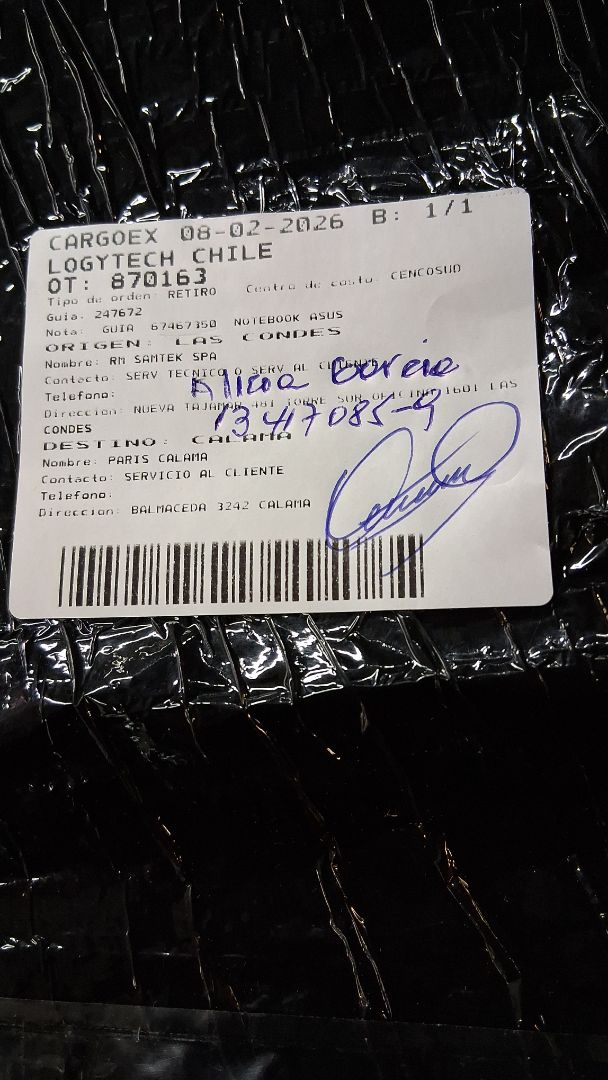 CARGOEX 08-02-2026 B: 1/1
LOGYTECH CHILE
OT: 870163
Tipo de orden: RETIRO Centro de costo: CENCOSUD
Guia: 247672
Nota: GUIA 67467350 NOTEBOOK ASUS
ORIGEN: LAS CONDES
Nombre: RM SAMTEK SPA
Contacto: SERV TECNICO O SERV AL CLIENTE
Alicia Garcia
Telefono:
Direccion: NUEVA TAJAMAR 481 TORRE SUR OFICINA 1601 LAS
CONDES
13417085-9
DESTINO: CALAMA
Nombre: PARIS CALAMA
Contacto: SERVICIO AL CLIENTE
Telefono:
Direccion: BALMACEDA 3242 CALAMA